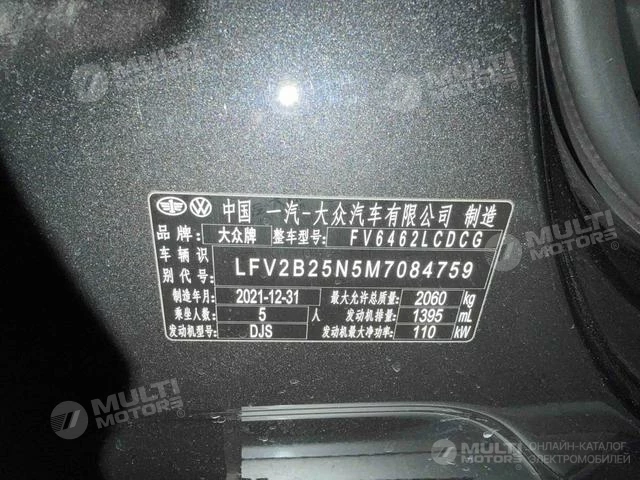 MULTI MOTORS
MULTI MOTORS
中国 一汽-大众汽车有限公司 制造
品牌: 大众牌 整车型号: FV6462LCDCG
车辆识别代号: LFV2B25N5M7084759
制造年月: 2021-12-31 最大允许总质量: 2060 kg
乘坐人数: 5 人 发动机排量: 1395 mL
发动机型号: DJS 发动机最大净功率: 110 kW
MULTI MOTORS
MULTI MOTORS
MULTI MOTORS
ОНЛАЙН-КАТАЛОГ
ЭЛЕКТРОМОБИЛЕЙ